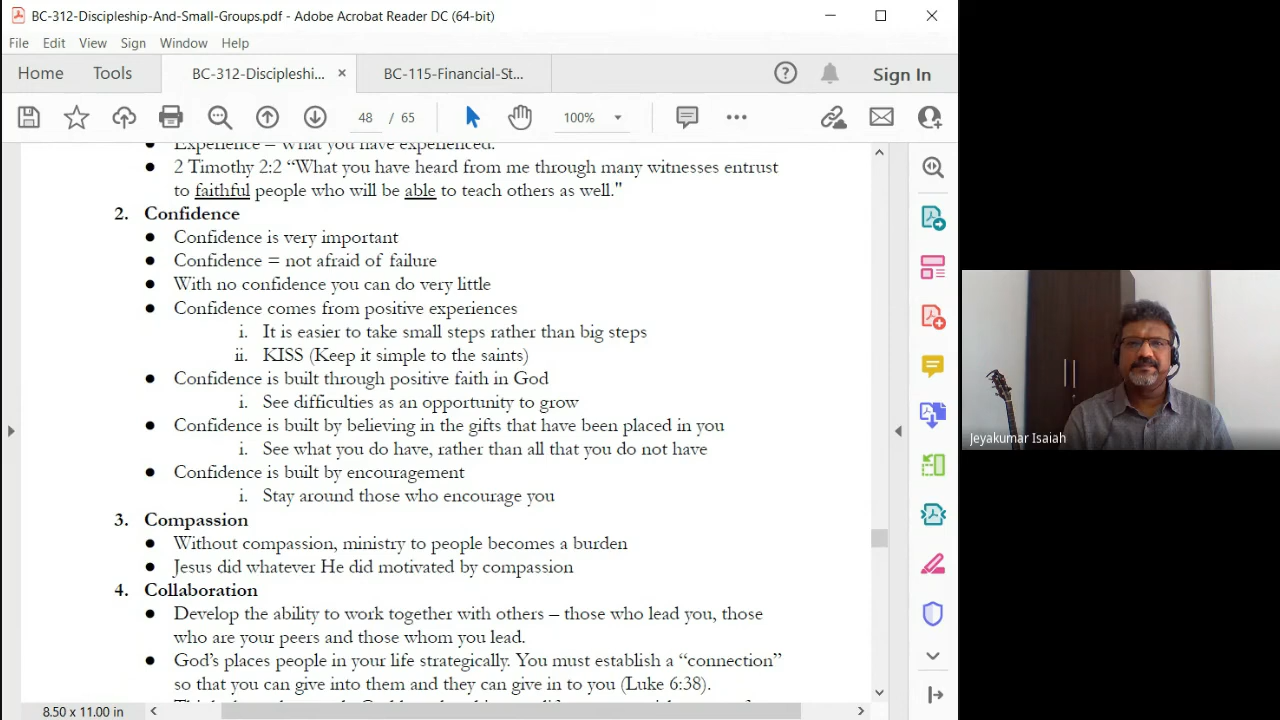 BC-312-Discipleship-And-Small-Groups.pdf - Adobe Acrobat Reader DC (64-bit)
File Edit View Sign Window Help
Home Tools BC-312-Discipleshi... × BC-115-Financial-St... Sign In
48 / 65 100%
Experience – What you have experienced.
● 2 Timothy 2:2 “What you have heard from me through many witnesses entrust
to faithful people who will be able to teach others as well."
2. Confidence
● Confidence is very important
● Confidence = not afraid of failure
● With no confidence you can do very little
● Confidence comes from positive experiences
i. It is easier to take small steps rather than big steps
ii. KISS (Keep it simple to the saints)
● Confidence is built through positive faith in God
i. See difficulties as an opportunity to grow
● Confidence is built by believing in the gifts that have been placed in you
i. See what you do have, rather than all that you do not have
● Confidence is built by encouragement
i. Stay around those who encourage you
3. Compassion
● Without compassion, ministry to people becomes a burden
● Jesus did whatever He did motivated by compassion
4. Collaboration
● Develop the ability to work together with others – those who lead you, those
who are your peers and those whom you lead.
● God’s places people in your life strategically. You must establish a “connection”
so that you can give into them and they can give in to you (Luke 6:38).
8.50 x 11.00 in
Jeyakumar Isaiah